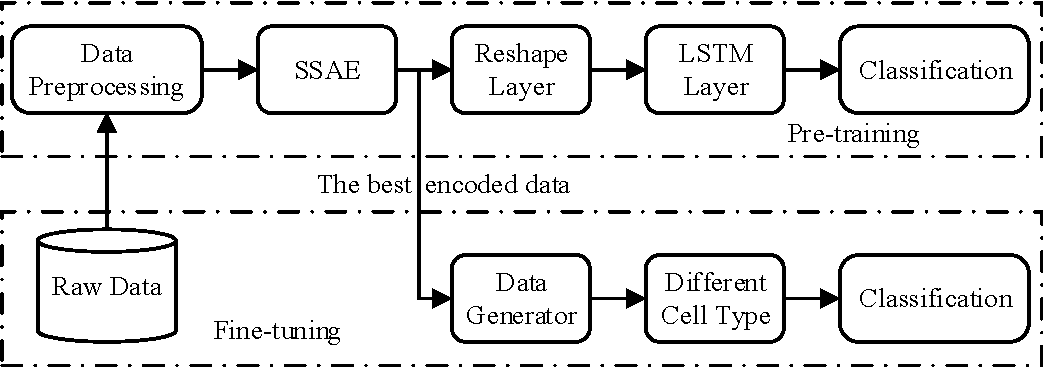 Data
Preprocessing
SSAE
Reshape
Layer
LSTM
Layer
Classification
Pre-training
The best encoded data
Raw Data
Fine-tuning
Data
Generator
Different
Cell Type
Classification